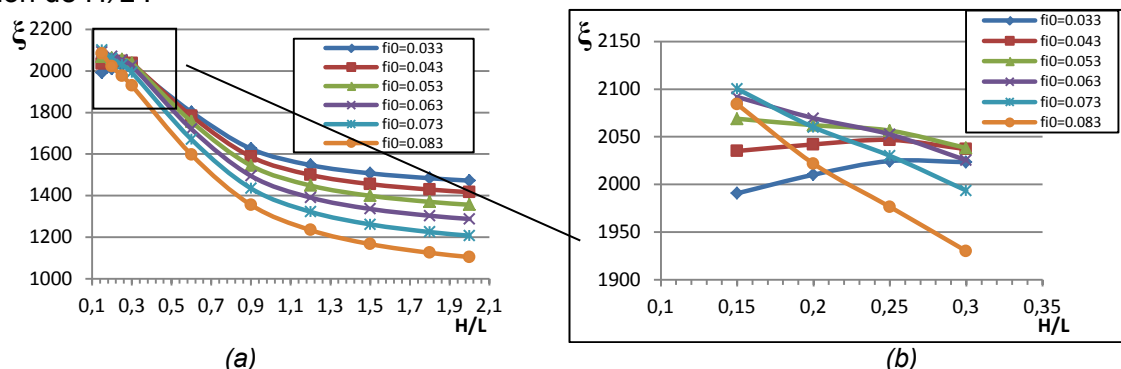 de H/L .
ξ
2200
2000
1800
1600
1400
1200
1000
0,1 0,3 0,5 0,7 0,9 1,1 1,3 1,5 1,7 1,9 2,1
H/L
fi0=0.033
fi0=0.043
fi0=0.053
fi0=0.063
fi0=0.073
fi0=0.083
(a)
ξ
2150
2100
2050
2000
1950
1900
0,1 0,15 0,2 0,25 0,3 0,35
H/L
fi0=0.033
fi0=0.043
fi0=0.053
fi0=0.063
fi0=0.073
fi0=0.083
(b)